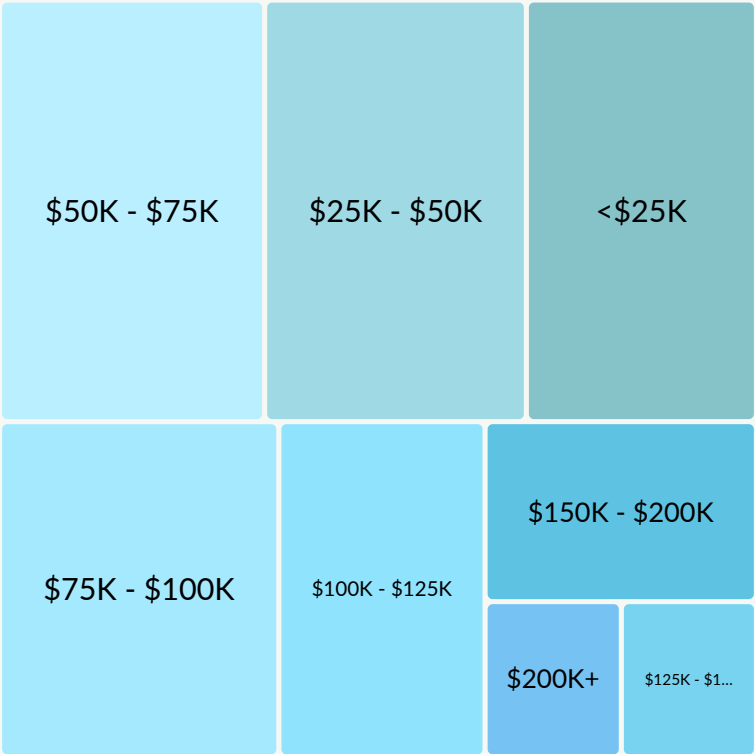 $50K - $75K
$25K - $50K
<$25K
$75K - $100K
$100K - $125K
$150K - $200K
$200K+
$125K - $1...